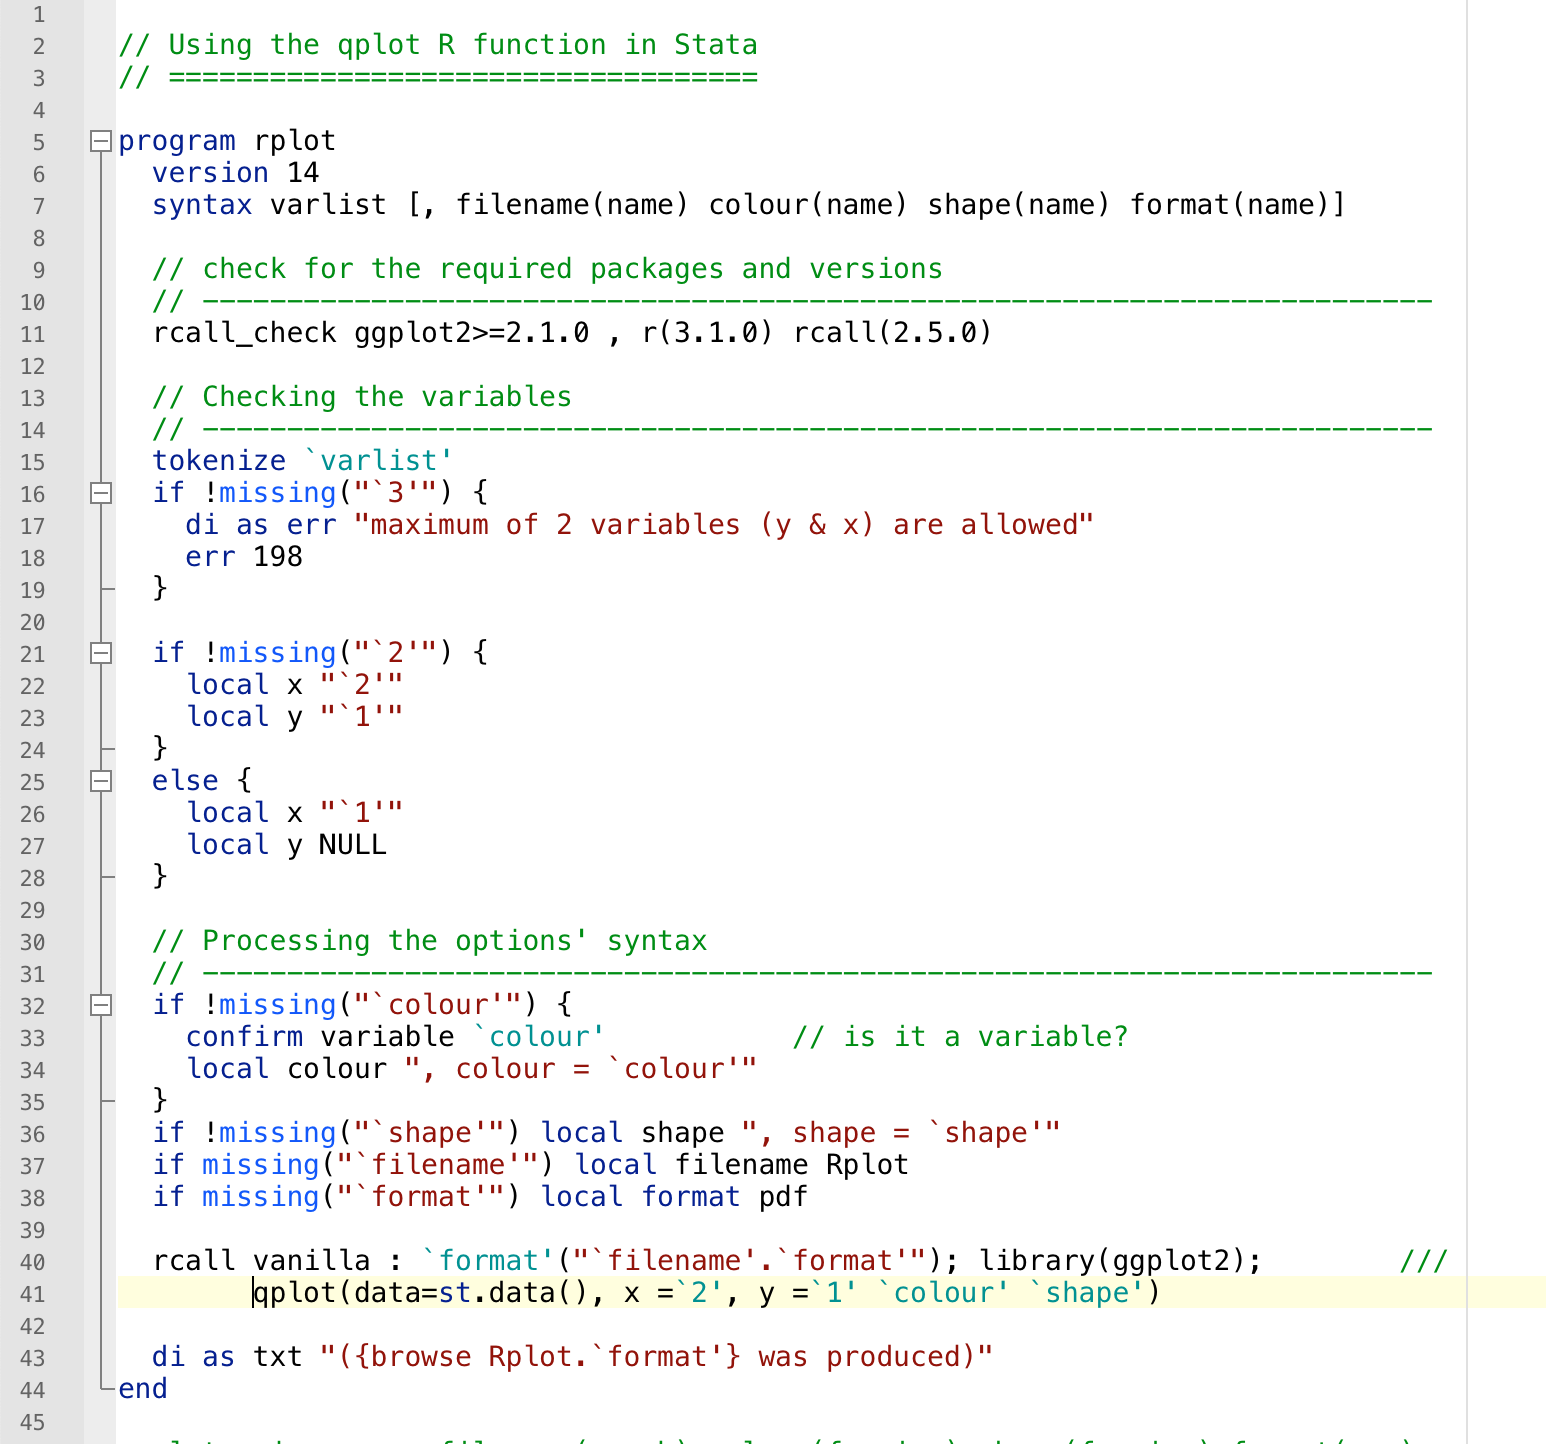 1
2 // Using the qplot R function in Stata
3 // ===================================
4
5 program rplot
6   version 14
7   syntax varlist [, filename(name) colour(name) shape(name) format(name)]
8
9   // check for the required packages and versions
10   // -------------------------------------------------------------------------
11   rcall_check ggplot2>=2.1.0 , r(3.1.0) rcall(2.5.0)
12
13   // Checking the variables
14   // -------------------------------------------------------------------------
15   tokenize `varlist'
16   if !missing("`3'") {
17     di as err "maximum of 2 variables (y & x) are allowed"
18     err 198
19   }
20
21   if !missing("`2'") {
22     local x "`2'"
23     local y "`1'"
24   }
25   else {
26     local x "`1'"
27     local y NULL
28   }
29
30   // Processing the options' syntax
31   // -------------------------------------------------------------------------
32   if !missing("`colour'") {
33     confirm variable `colour'           // is it a variable?
34     local colour ", colour = `colour'"
35   }
36   if !missing("`shape'") local shape ", shape = `shape'"
37   if missing("`filename'") local filename Rplot
38   if missing("`format'") local format pdf
39
40   rcall vanilla : `format'("`filename'.`format'"); library(ggplot2);        ///
41         qplot(data=st.data(), x =`2', y =`1' `colour' `shape')
42
43   di as txt "({browse Rplot.`format'} was produced)"
44 end
45